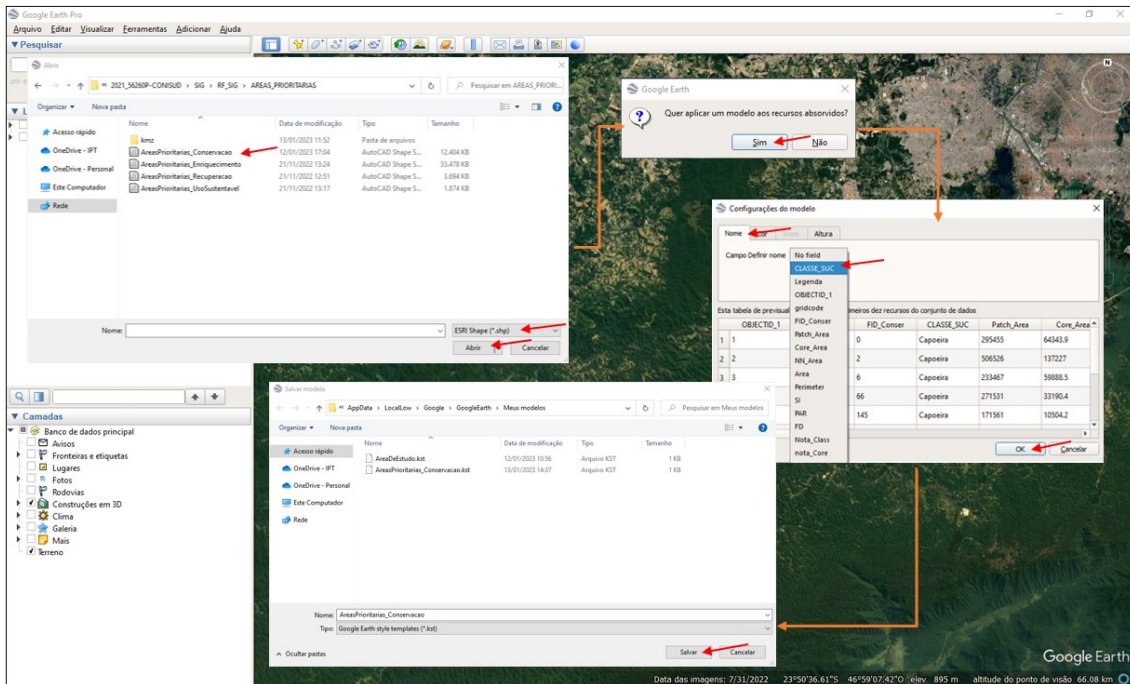 Google Earth Pro
Arquivo Editar Visualizar Ferramentas Adicionar Ajuda
▼ Pesquisar
Abrir
2021_56260P-CONISUD > SIG > RF_SIG > AREAS_PRIORITARIAS
Pesquisar em AREAS_PRIORI...
Organizar Nova pasta
Nome Data de modificação Tipo Tamanho
Acesso rápido
OneDrive - IPT
OneDrive - Personal
Este Computador
Rede
kmz 13/01/2023 11:52 Pasta de arquivos
AreasPrioritarias_Conservacao 12/01/2023 17:04 AutoCAD Shape S... 12.404 KB
AreasPrioritarias_Enriquecimento 21/11/2022 13:24 AutoCAD Shape S... 33.478 KB
AreasPrioritarias_Recuperacao 21/11/2022 12:51 AutoCAD Shape S... 3.694 KB
AreasPrioritarias_UsoSustentavel 21/11/2022 13:17 AutoCAD Shape S... 1.874 KB
Nome:
ESRI Shape (*.shp)
Abrir Cancelar
Google Earth
Quer aplicar um modelo aos recursos absorvidos?
Sim Não
N
Configurações do modelo
Nome Cor Altura
Campo Definir nome
No field
CLASSE_SUC
Legenda
OBJECTID_1
gridcode
FID_Conser
Patch_Area
Core_Area
NN_Area
Area
Perimeter
SI
PAR
FD
Nota_Class
nota_Core
Esta tabela de previsual
meiros dez recursos do conjunto de dados
OBJECTID_1 FID_Conser CLASSE_SUC Patch_Area Core_Area
1 1 0 Capoeira 295455 64343.9
2 2 2 Capoeira 506526 137227
3 3 6 Capoeira 233467 59888.5
66 Capoeira 271531 33190.4
145 Capoeira 171561 10504.2
OK Cancelar
Salvar modelo
AppData > LocalLow > Google > GoogleEarth > Meus modelos
Pesquisar em Meus modelos
Organizar Nova pasta
Nome Data de modificação Tipo Tamanho
Acesso rápido
OneDrive - IPT
OneDrive - Personal
Este Computador
Rede
AreaDeEstudo.kst 12/01/2023 10:56 Arquivo KST 1 KB
AreasPrioritarias_Conservacao.kst 13/01/2023 14:37 Arquivo KST 1 KB
Nome: AreasPrioritarias_Conservacao
Tipo: Google Earth style templates (*.kst)
Ocultar pastas
Salvar Cancelar
▼ Camadas
Banco de dados principal
Avisos
Fronteiras e etiquetas
Lugares
Fotos
Rodovias
Construções em 3D
Clima
Galeria
Mais
Terreno
Google Earth
Data das imagens: 7/31/2022 23°50'36.61"S 46°59'07.42"O elev 895 m altitude do ponto de visão 66.08 km